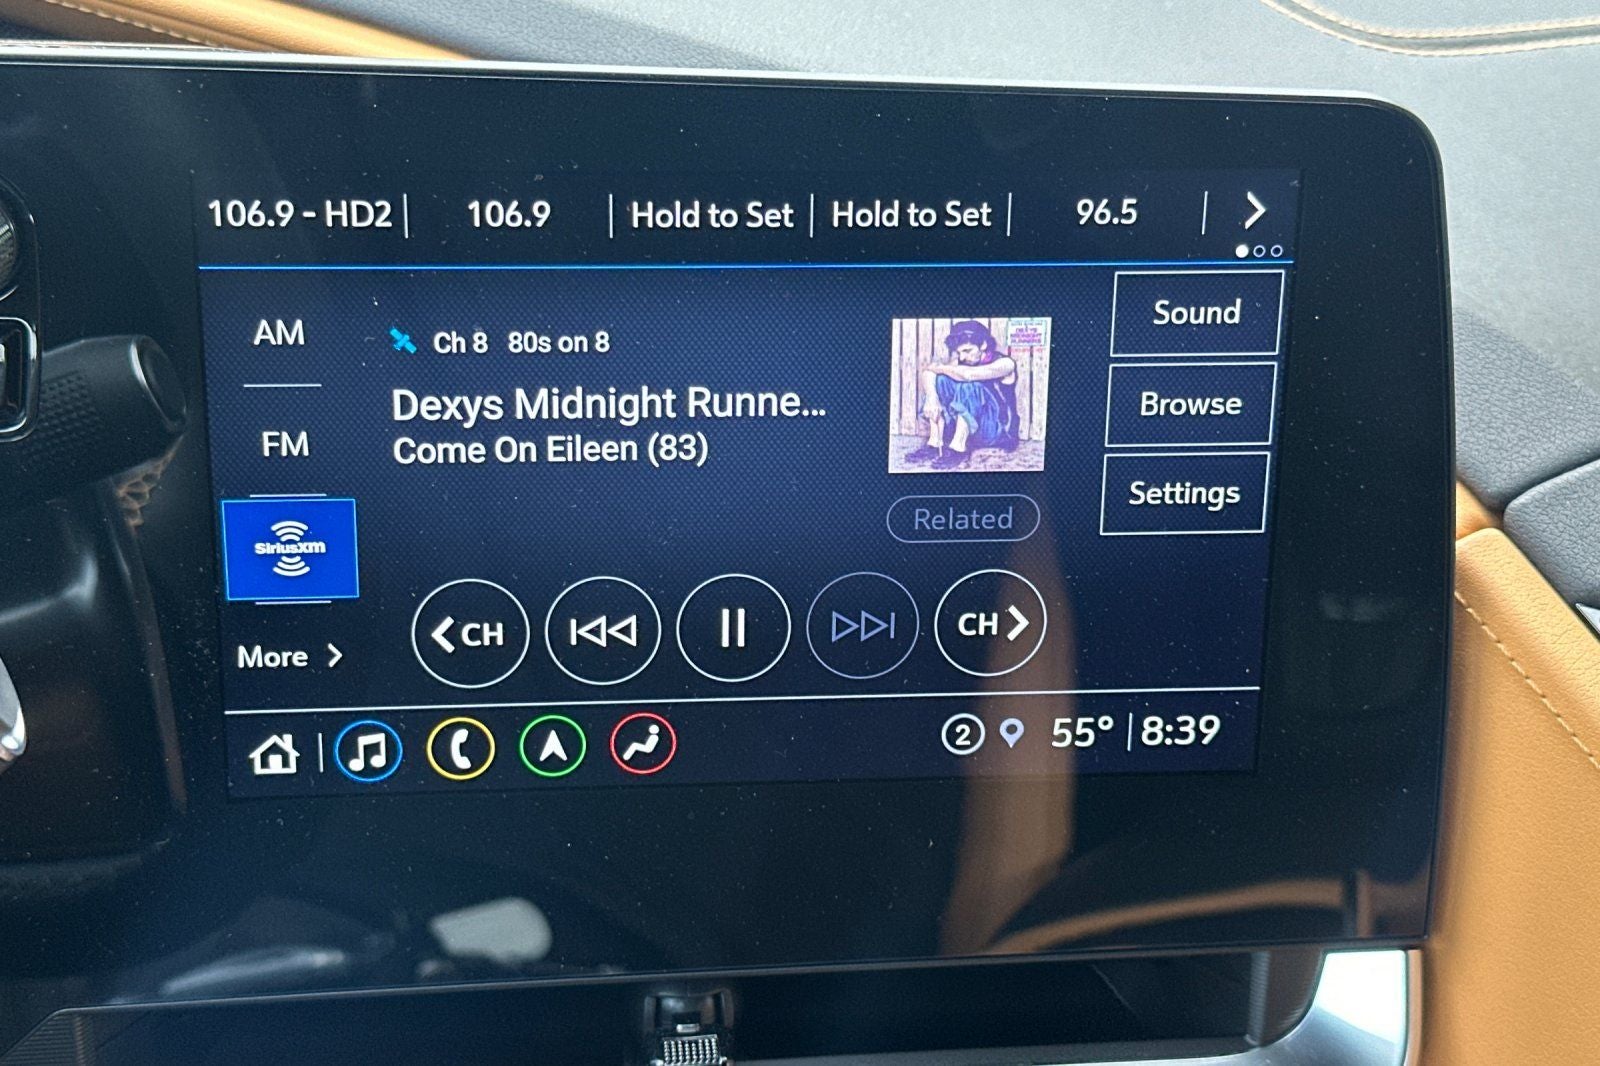 106.9 - HD2 106.9 Hold to Set Hold to Set 96.5
AM
FM
SiriusXM
More
Ch 8 80s on 8
Dexys Midnight Runne...
Come On Eileen (83)
Related
Sound
Browse
Settings
CH CH
2 55° 8:39